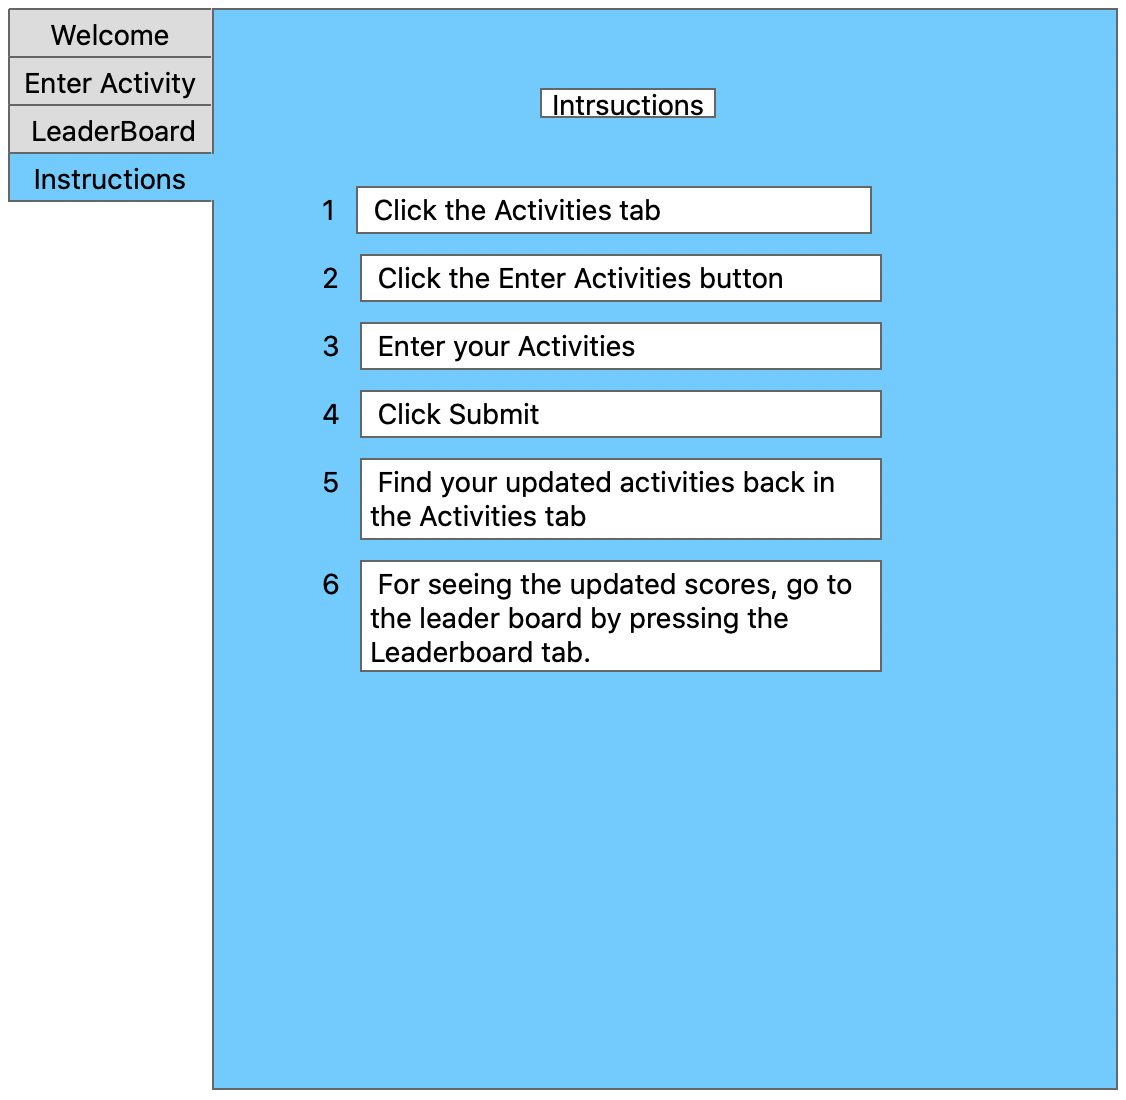 Welcome
Enter Activity
LeaderBoard
Instructions
Intrsuctions
1 Click the Activities tab
2 Click the Enter Activities button
3 Enter your Activities
4 Click Submit
5 Find your updated activities back in
the Activities tab
6 For seeing the updated scores, go to
the leader board by pressing the
Leaderboard tab.